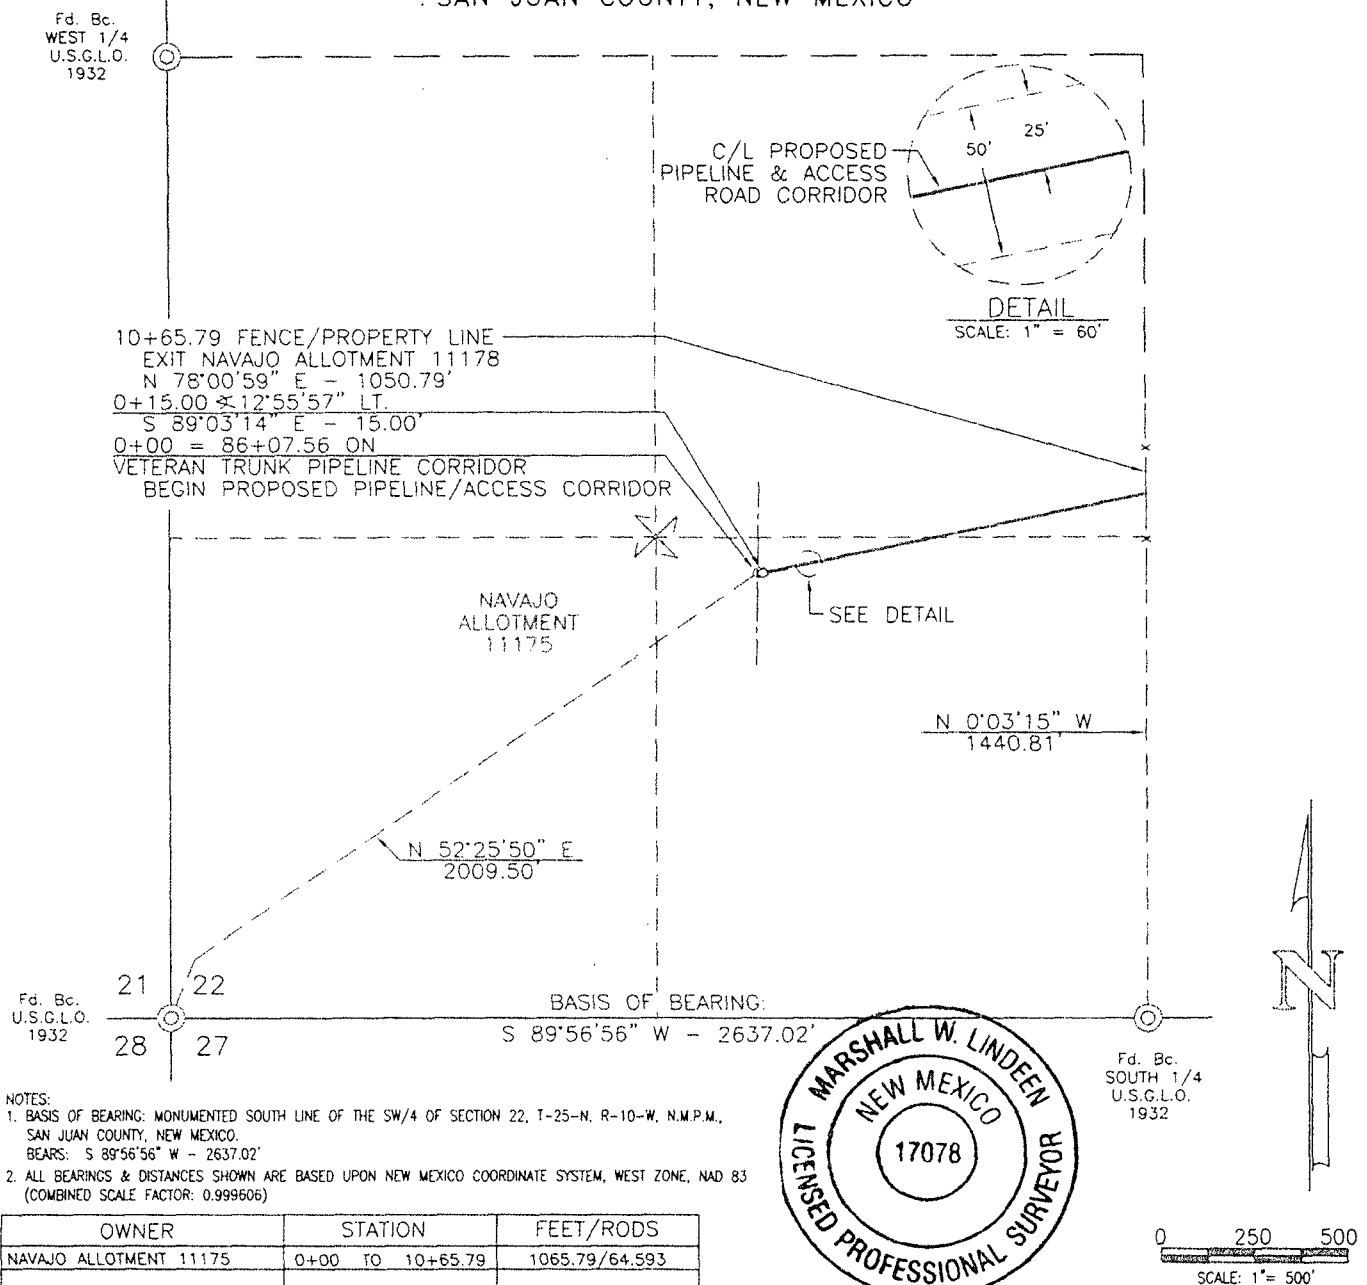 SAN JUAN COUNTY, NEW MEXICO
Fd. Bc.
WEST 1/4
U.S.G.L.O.
1932
C/L PROPOSED
PIPELINE & ACCESS
ROAD CORRIDOR
50'
25'
DETAIL
SCALE: 1" = 60'
10+65.79 FENCE/PROPERTY LINE
EXIT NAVAJO ALLOTMENT 11178
N 78°00'59" E - 1050.79'
0+15.00 ∢ 12°55'57" LT.
S 89°03'14" E - 15.00'
0+00 = 86+07.56 ON
VETERAN TRUNK PIPELINE CORRIDOR
BEGIN PROPOSED PIPELINE/ACCESS CORRIDOR
NAVAJO
ALLOTMENT
11175
SEE DETAIL
N 0°03'15" W
1440.81'
N 52°25'50" E
2009.50'
21 22
28 27
Fd. Bc.
U.S.G.L.O.
1932
BASIS OF BEARING:
S 89°56'56" W - 2637.02'
Fd. Bc.
SOUTH 1/4
U.S.G.L.O.
1932
N
NOTES:
1. BASIS OF BEARING: MONUMENTED SOUTH LINE OF THE SW/4 OF SECTION 22, T-25-N, R-10-W, N.M.P.M.,
SAN JUAN COUNTY, NEW MEXICO.
BEARS: S 89°56'56" W - 2637.02'
2. ALL BEARINGS & DISTANCES SHOWN ARE BASED UPON NEW MEXICO COORDINATE SYSTEM, WEST ZONE, NAD 83
(COMBINED SCALE FACTOR: 0.999606)
MARSHALL W. LINDEEN
NEW MEXICO
17078
LICENSED PROFESSIONAL SURVEYOR
OWNER STATION FEET/RODS
NAVAJO ALLOTMENT 11175 0+00 TO 10+65.79 1065.79/64.593
0 250 500
SCALE: 1"= 500'